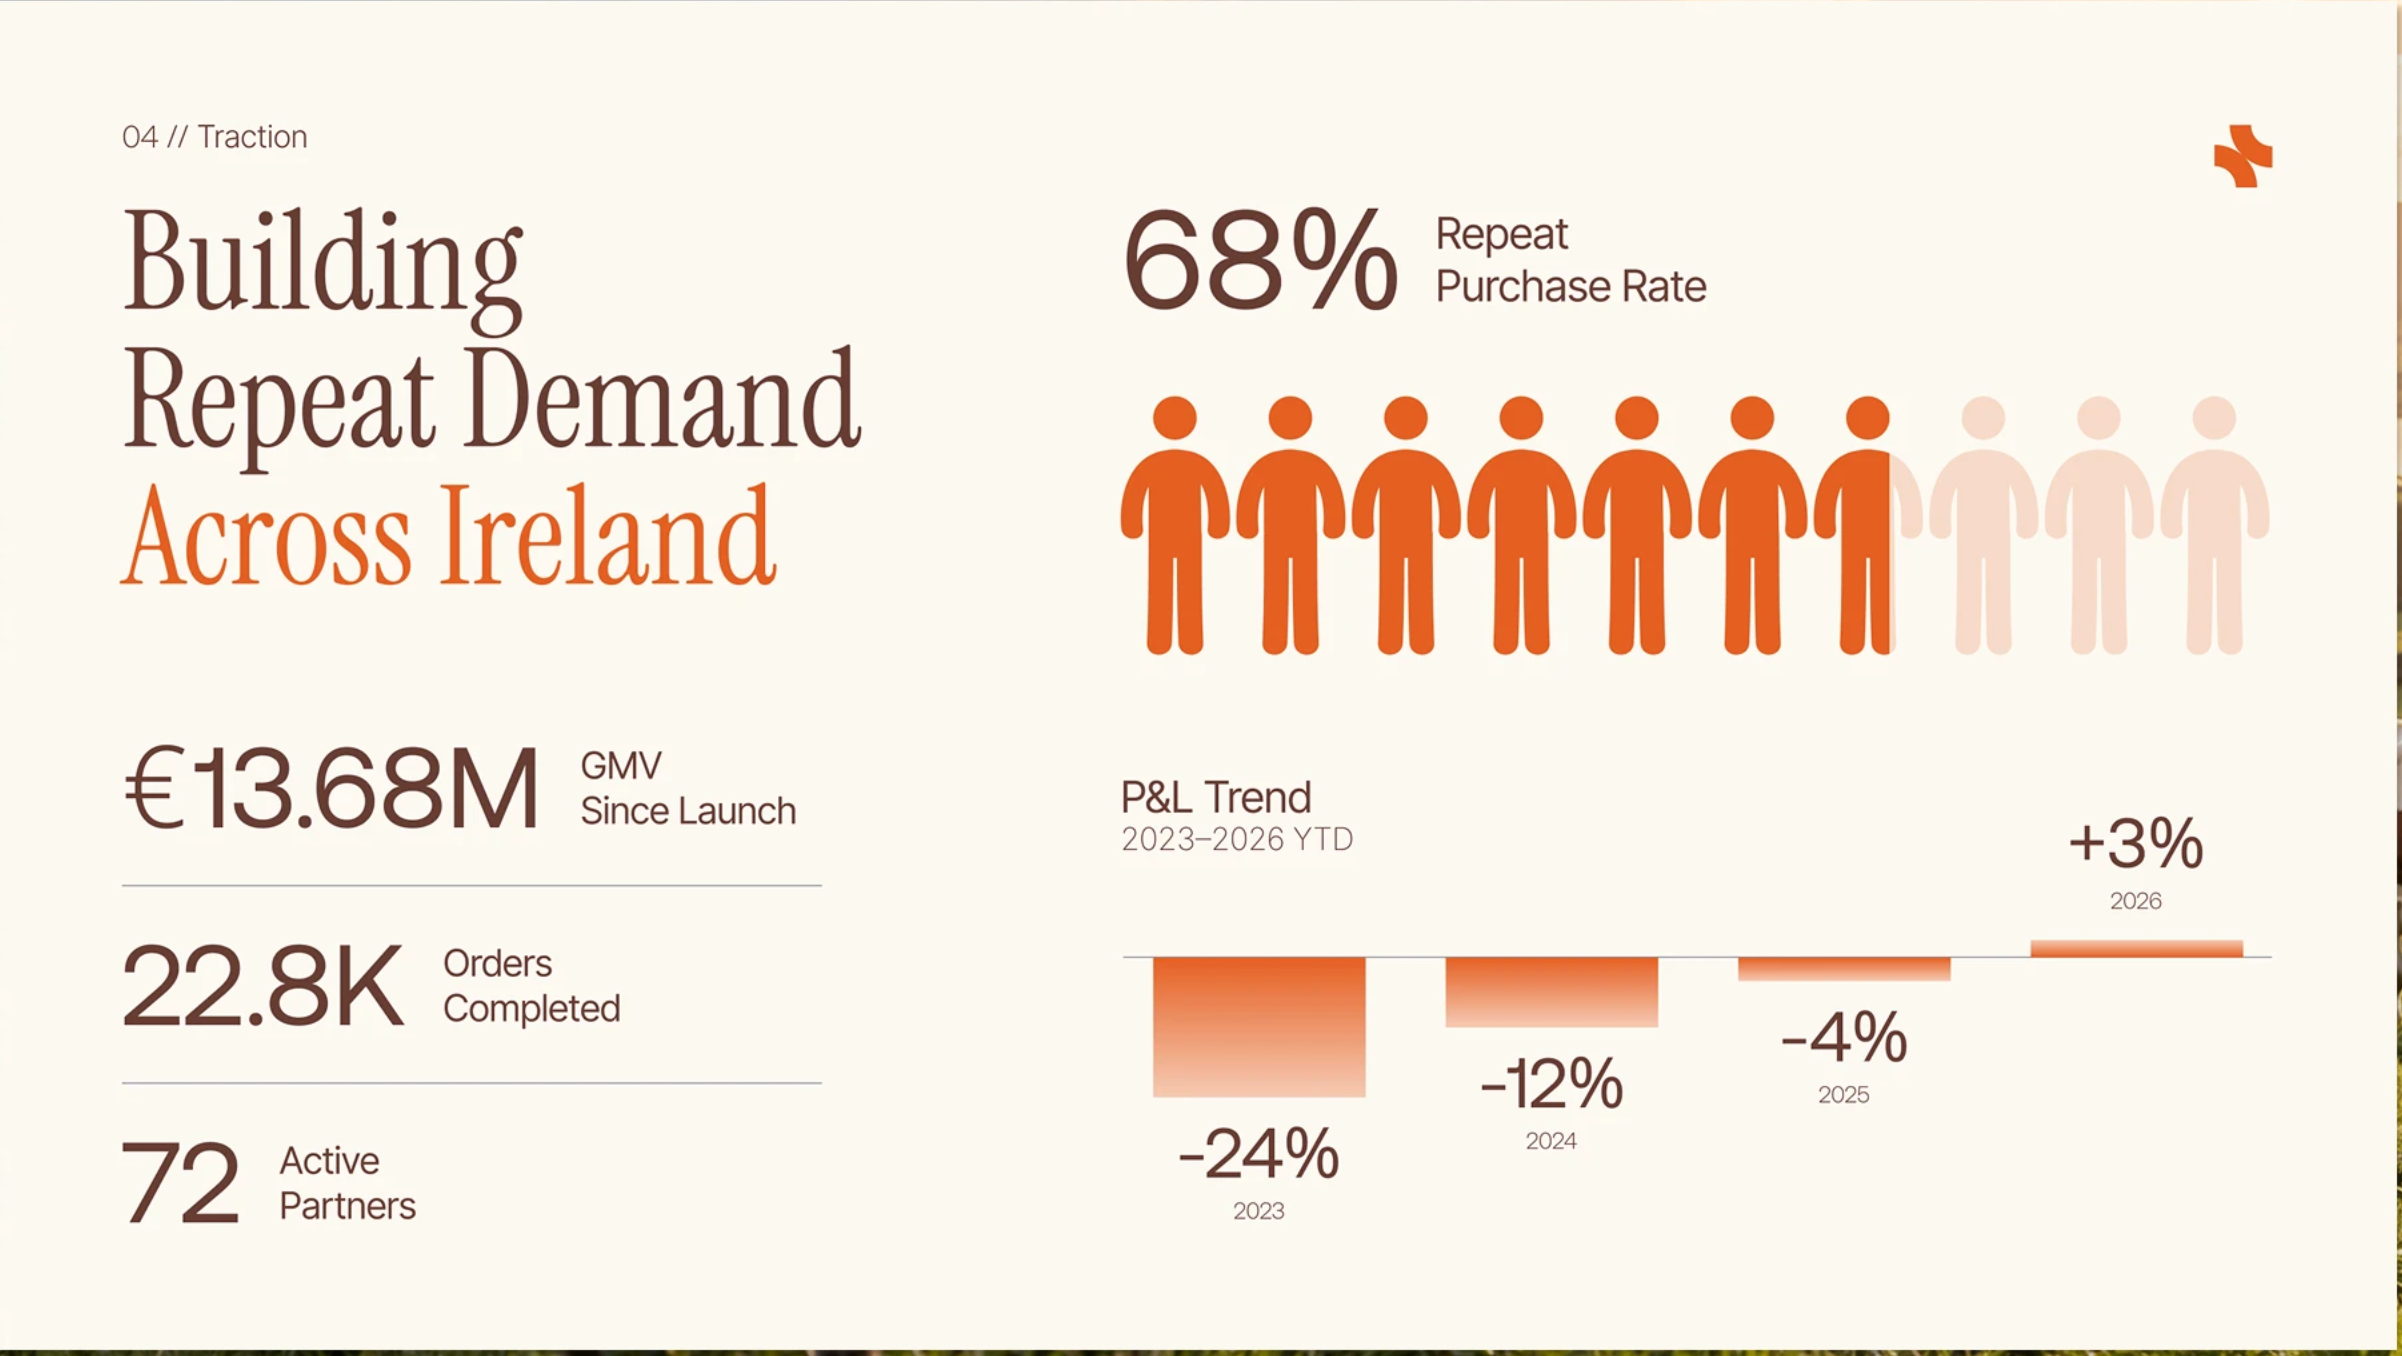 04 // Traction
Building
Repeat Demand
Across Ireland
€13.68M
GMV
Since Launch
22.8K
Orders
Completed
72
Active
Partners
68%
Repeat
Purchase Rate
P&L Trend
2023–2026 YTD
-24%
2023
-12%
2024
-4%
2025
+3%
2026